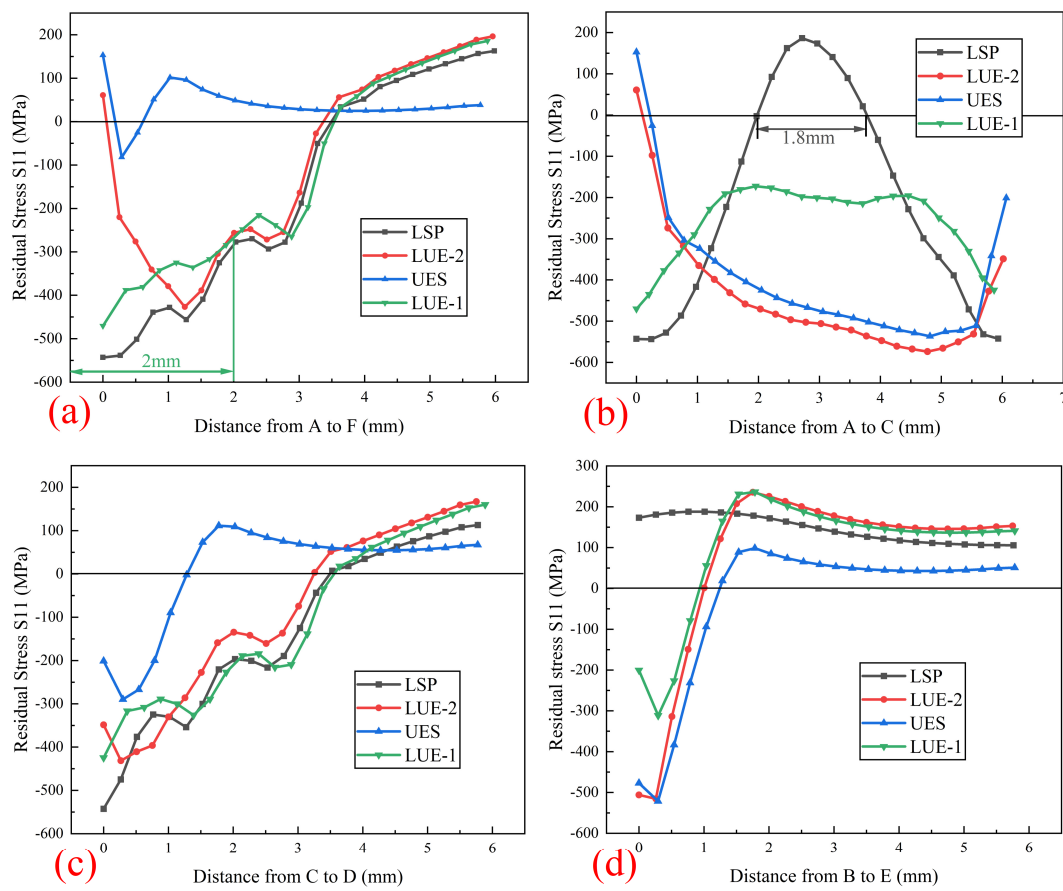 200
100
0
-100
-200
-300
-400
-500
-600
Residual Stress S11 (MPa)
LSP
LUE-2
UES
LUE-1
2mm
0 1 2 3 4 5 6
Distance from A to F (mm)
(a)
200
100
0
-100
-200
-300
-400
-500
-600
Residual Stress S11 (MPa)
LSP
LUE-2
UES
LUE-1
1.8mm
0 1 2 3 4 5 6 7
Distance from A to C (mm)
(b)
200
100
0
-100
-200
-300
-400
-500
-600
Residual Stress S11 (MPa)
LSP
LUE-2
UES
LUE-1
0 1 2 3 4 5 6
Distance from C to D (mm)
(c)
300
200
100
0
-100
-200
-300
-400
-500
-600
Residual stress S11 (MPa)
LSP
LUE-2
UES
LUE-1
0 1 2 3 4 5 6
Distance from B to E (mm)
(d)